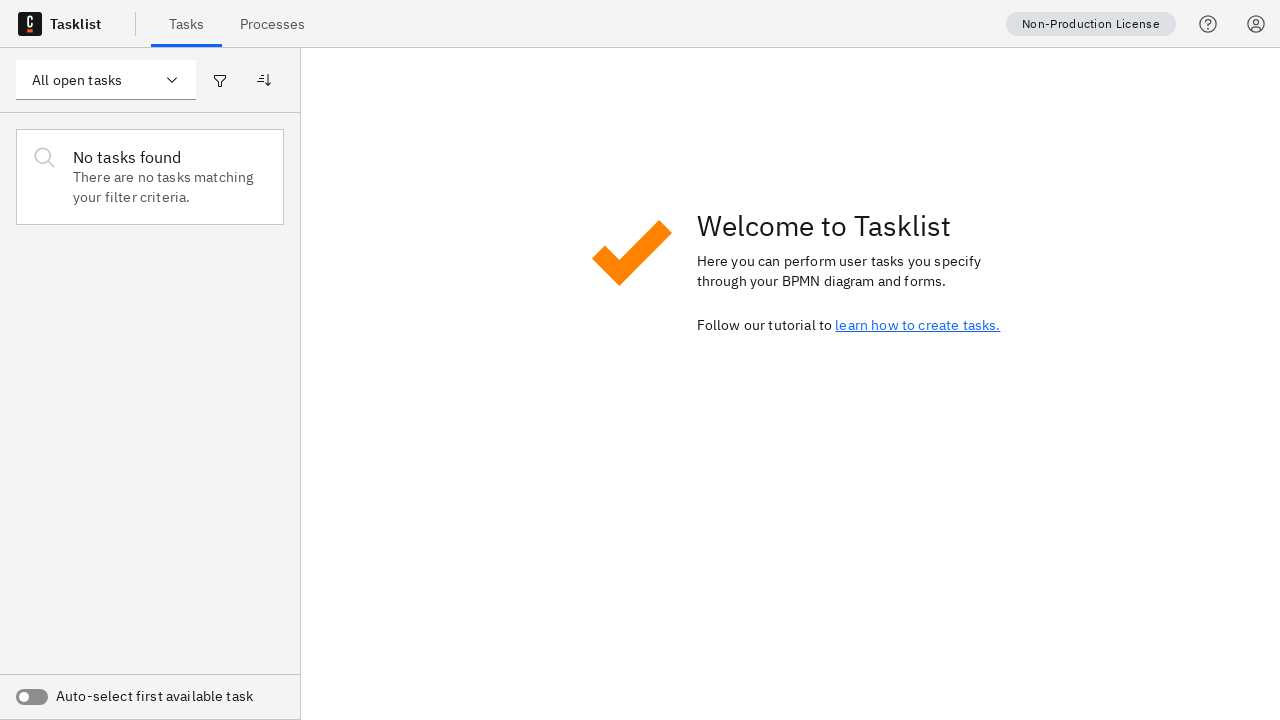 Tasklist
Tasks
Processes
Non-Production License
All open tasks
No tasks found
There are no tasks matching
your filter criteria.
Welcome to Tasklist
Here you can perform user tasks you specify
through your BPMN diagram and forms.
Follow our tutorial to learn how to create tasks.
Auto-select first available task